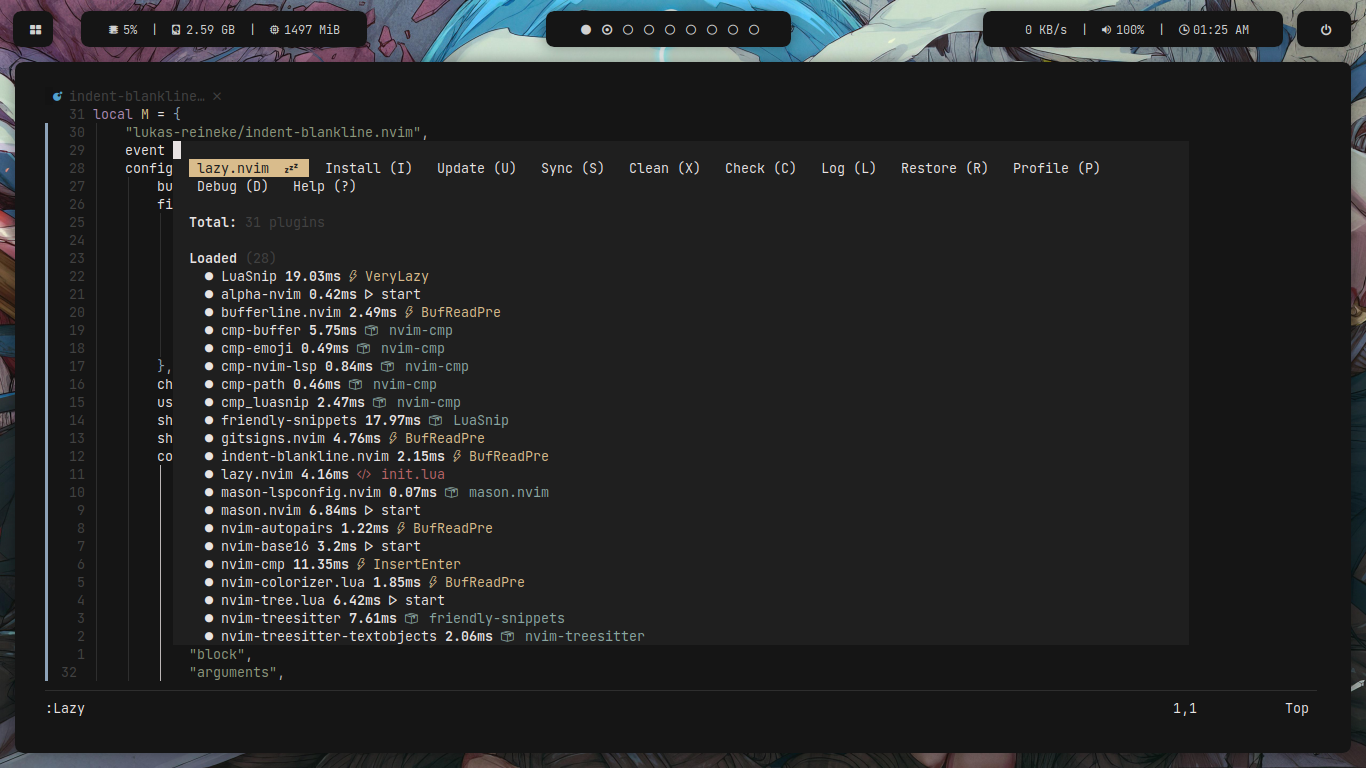 5% | 2.59 GB | 1497 MiB
0 KB/s | 100% | 01:25 AM
indent-blankline… ×
31 local M = {
30 "lukas-reineke/indent-blankline.nvim",
29 event
28 config lazy.nvim zzz Install (I) Update (U) Sync (S) Clean (X) Check (C) Log (L) Restore (R) Profile (P)
27 bu Debug (D) Help (?)
26 fi
25 Total: 31 plugins
24
23 Loaded (28)
22 ● LuaSnip 19.03ms VeryLazy
21 ● alpha-nvim 0.42ms start
20 ● bufferline.nvim 2.49ms BufReadPre
19 ● cmp-buffer 5.75ms nvim-cmp
18 ● cmp-emoji 0.49ms nvim-cmp
17 }, ● cmp-nvim-lsp 0.84ms nvim-cmp
16 ch ● cmp-path 0.46ms nvim-cmp
15 us ● cmp_luasnip 2.47ms nvim-cmp
14 sh ● friendly-snippets 17.97ms LuaSnip
13 sh ● gitsigns.nvim 4.76ms BufReadPre
12 co ● indent-blankline.nvim 2.15ms BufReadPre
11 ● lazy.nvim 4.16ms </> init.lua
10 ● mason-lspconfig.nvim 0.07ms mason.nvim
9 ● mason.nvim 6.84ms start
8 ● nvim-autopairs 1.22ms BufReadPre
7 ● nvim-base16 3.2ms start
6 ● nvim-cmp 11.35ms InsertEnter
5 ● nvim-colorizer.lua 1.85ms BufReadPre
4 ● nvim-tree.lua 6.42ms start
3 ● nvim-treesitter 7.61ms friendly-snippets
2 ● nvim-treesitter-textobjects 2.06ms nvim-treesitter
1 "block",
32 "arguments",
:Lazy 1,1 Top